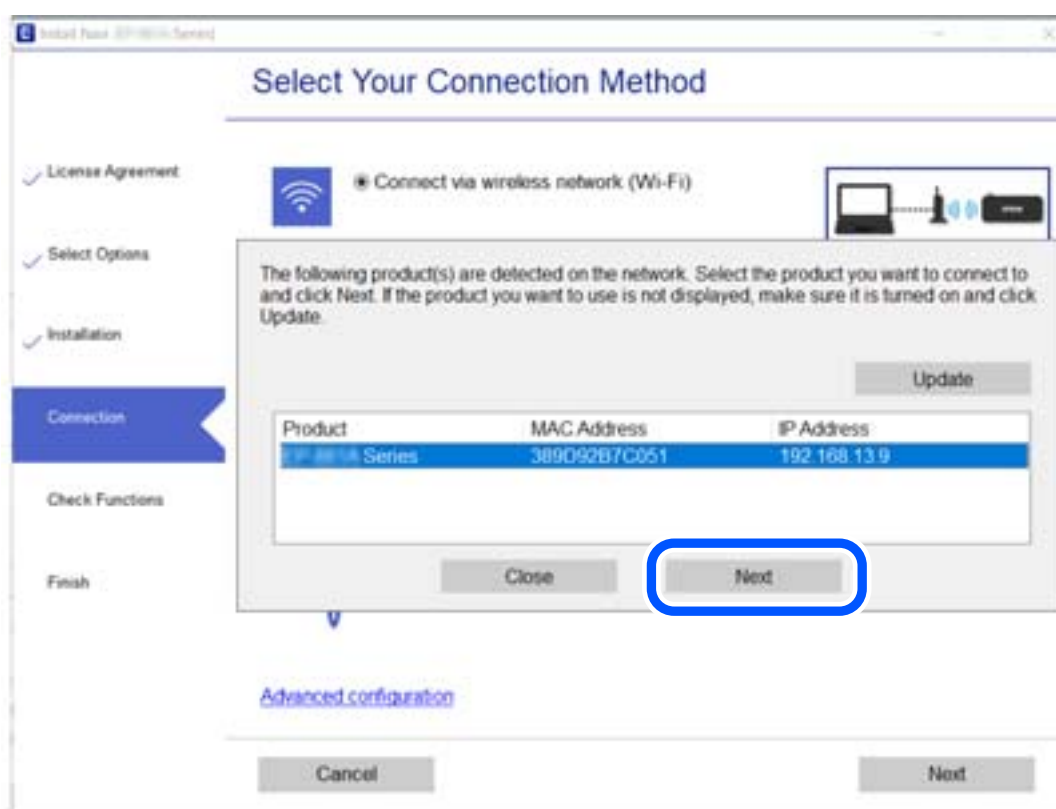 Install Navi
Series]
Select Your Connection Method
License Agreement
Select Options
Installation
Connection
Check Functions
Finish
Connect via wireless network (Wi-Fi)
The following product(s) are detected on the network. Select the product you want to connect to
and click Next. If the product you want to use is not displayed, make sure it is turned on and click
Update.
Update
Product MAC Address IP Address
Series 389D92B7C051 192.168.13.9
Close Next
Advanced configuration
Cancel Next